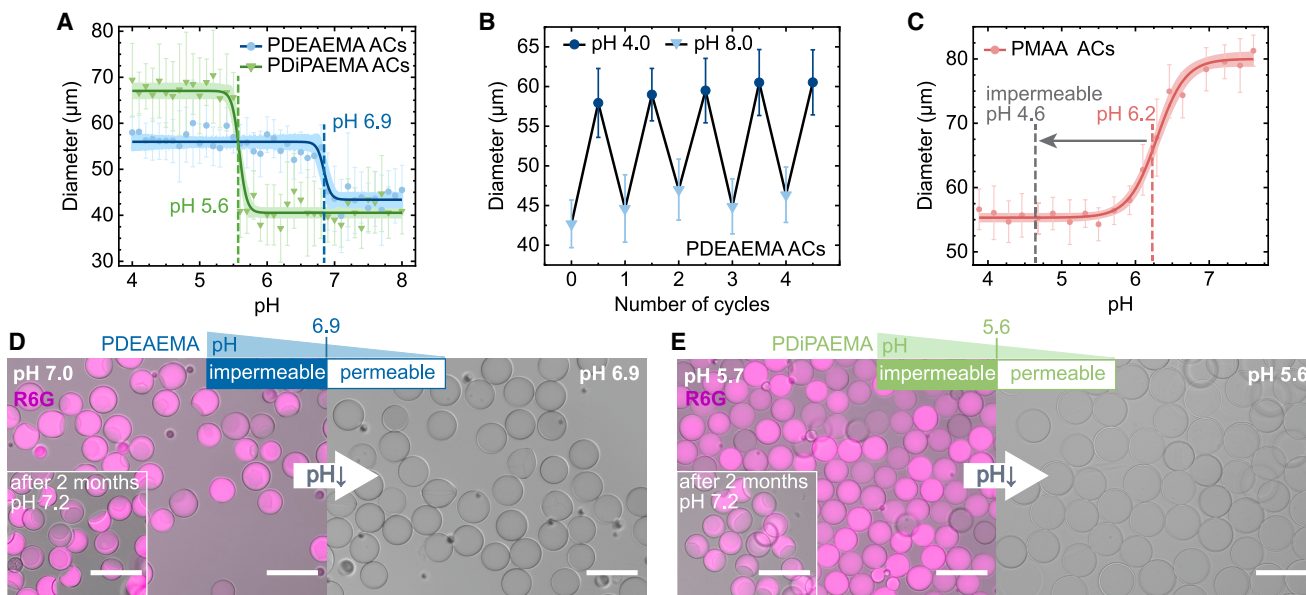 A
80
70
60
50
40
30
Diameter (µm)
PDEAEMA ACs
PDiPAEMA ACs
pH 6.9
pH 5.6
4 5 6 7 8
pH
B
65
60
55
50
45
40
Diameter (µm)
pH 4.0 pH 8.0
PDEAEMA ACs
0 1 2 3 4
Number of cycles
C
80
70
60
50
Diameter (µm)
PMAA ACs
impermeable
pH 4.6
pH 6.2
4 5 6 7
pH
D
6.9
PDEAEMA pH
impermeable permeable
pH 7.0
R6G
pH 6.9
pH↓
after 2 months
pH 7.2
E
5.6
PDiPAEMA pH
impermeable permeable
pH 5.7
R6G
pH 5.6
pH↓
after 2 months
pH 7.2